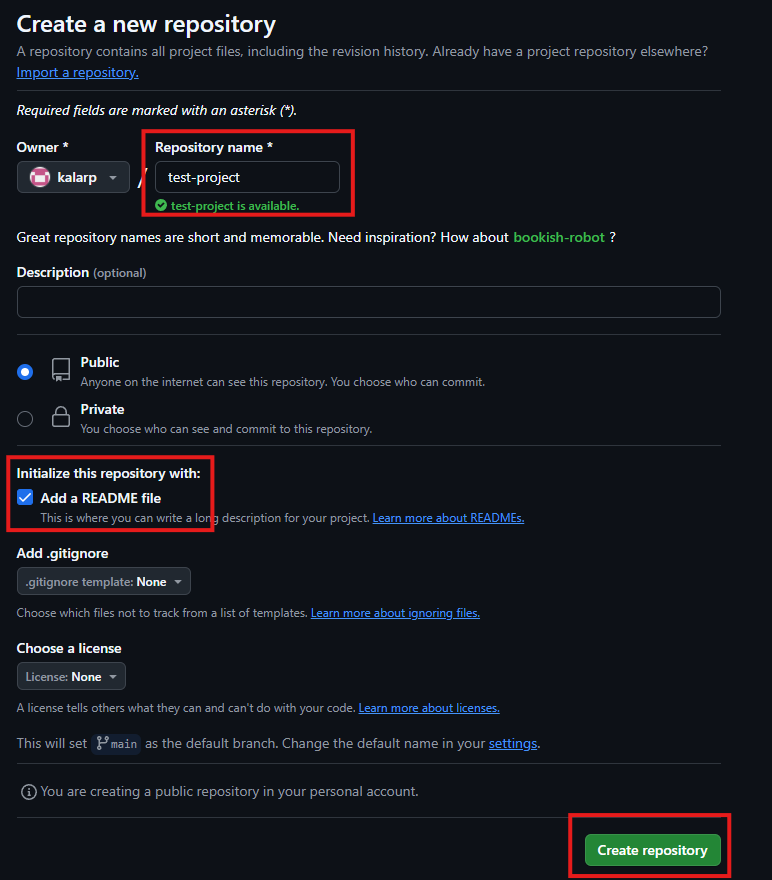 Create a new repository
A repository contains all project files, including the revision history. Already have a project repository elsewhere?
Import a repository.
Required fields are marked with an asterisk (*).
Owner *
Repository name *
kalarp
/
test-project
test-project is available.
Great repository names are short and memorable. Need inspiration? How about bookish-robot ?
Description (optional)
Public
Anyone on the internet can see this repository. You choose who can commit.
Private
You choose who can see and commit to this repository.
Initialize this repository with:
Add a README file
This is where you can write a long description for your project. Learn more about READMEs.
Add .gitignore
.gitignore template: None
Choose which files not to track from a list of templates. Learn more about ignoring files.
Choose a license
License: None
A license tells others what they can and can't do with your code. Learn more about licenses.
This will set main as the default branch. Change the default name in your settings.
You are creating a public repository in your personal account.
Create repository